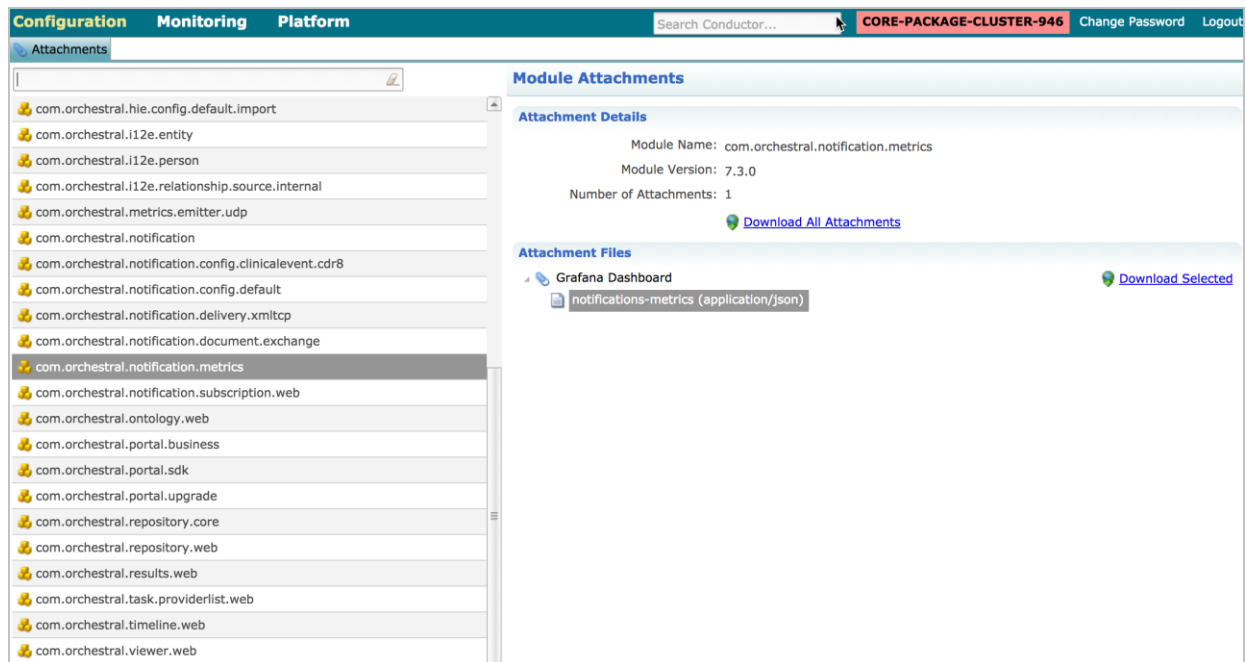 Configuration Monitoring Platform Search Conductor... CORE-PACKAGE-CLUSTER-946 Change Password Logout
Attachments
com.orchestral.hie.config.default.import
com.orchestral.i12e.entity
com.orchestral.i12e.person
com.orchestral.i12e.relationship.source.internal
com.orchestral.metrics.emitter.udp
com.orchestral.notification
com.orchestral.notification.config.clinicalevent.cdr8
com.orchestral.notification.config.default
com.orchestral.notification.delivery.xmltcp
com.orchestral.notification.document.exchange
com.orchestral.notification.metrics
com.orchestral.notification.subscription.web
com.orchestral.ontology.web
com.orchestral.portal.business
com.orchestral.portal.sdk
com.orchestral.portal.upgrade
com.orchestral.repository.core
com.orchestral.repository.web
com.orchestral.results.web
com.orchestral.task.providerlist.web
com.orchestral.timeline.web
com.orchestral.viewer.web
Module Attachments
Attachment Details
Module Name: com.orchestral.notification.metrics
Module Version: 7.3.0
Number of Attachments: 1
Download All Attachments
Attachment Files
Grafana Dashboard Download Selected
notifications-metrics (application/json)